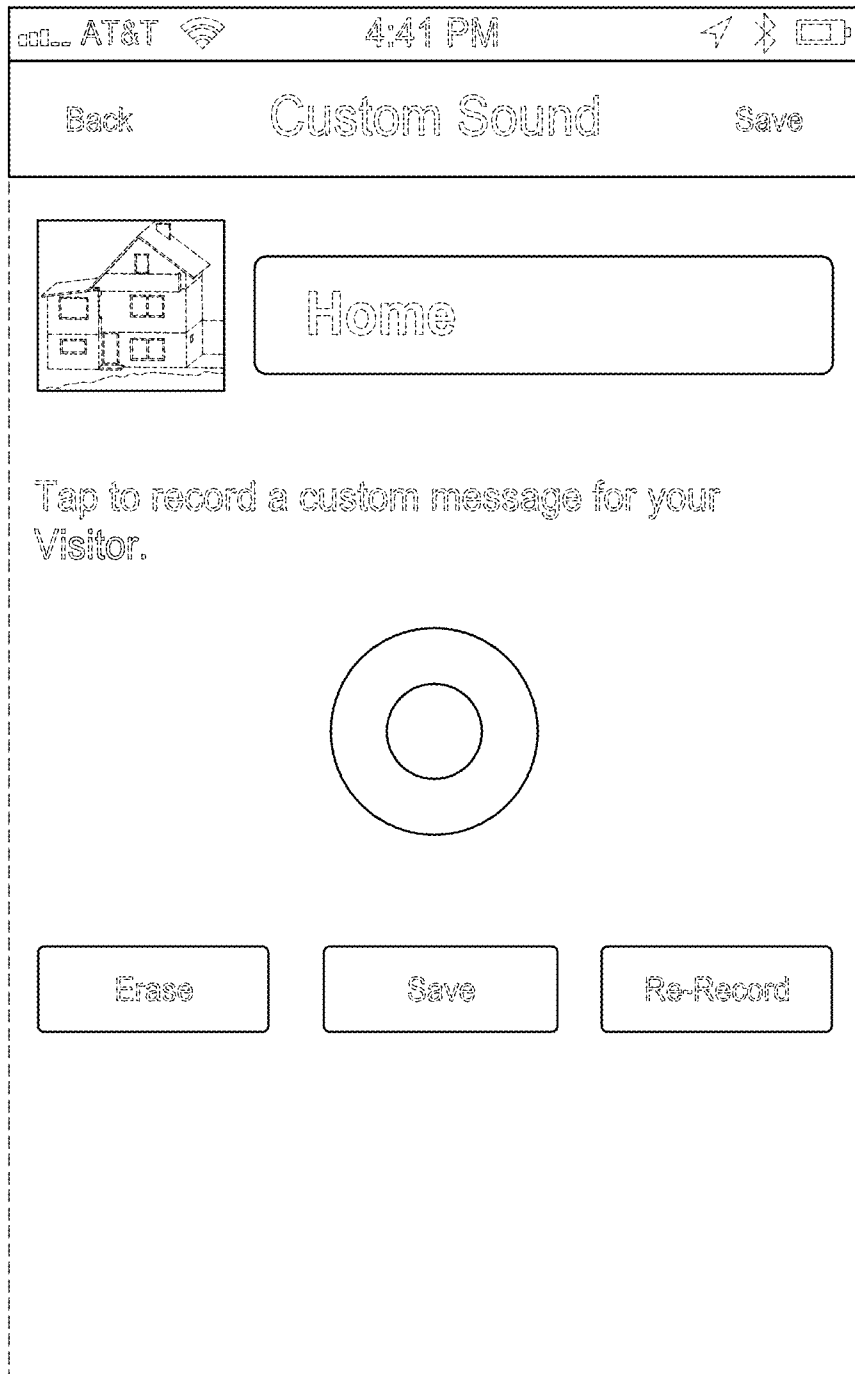 AT&T 4:41 PM
Back Custom Sound Save
Home
Tap to record a custom message for your
Visitor.
Erase Save Re-Record